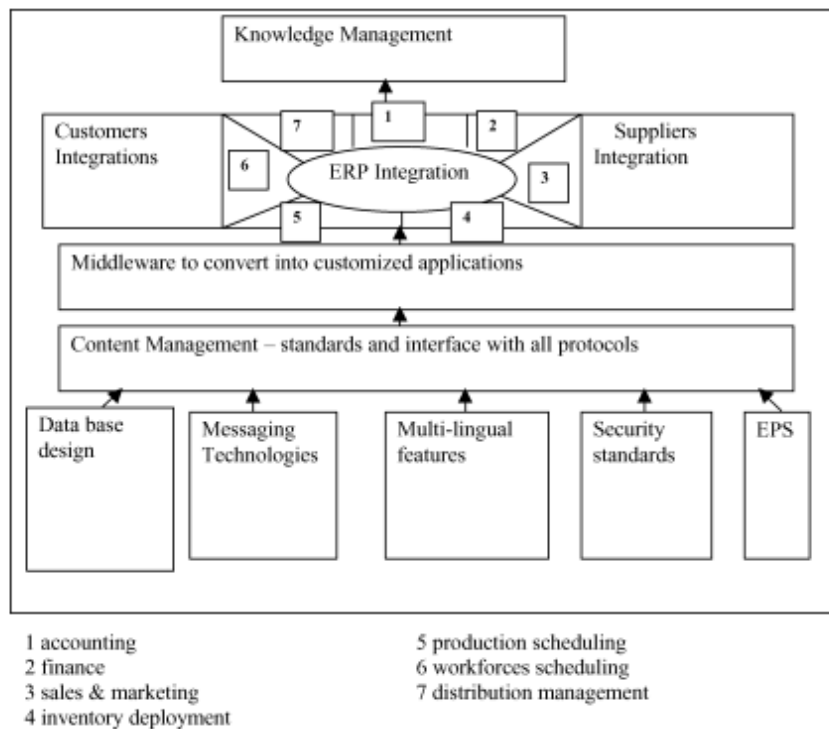 Knowledge Management
Customers
Integrations
7
1
2
Suppliers
Integration
6
ERP Integration
3
5
4
Middleware to convert into customized applications
Content Management – standards and interface with all protocols
Data base
design
Messaging
Technologies
Multi-lingual
features
Security
standards
EPS
1 accounting
2 finance
3 sales & marketing
4 inventory deployment
5 production scheduling
6 workforces scheduling
7 distribution management